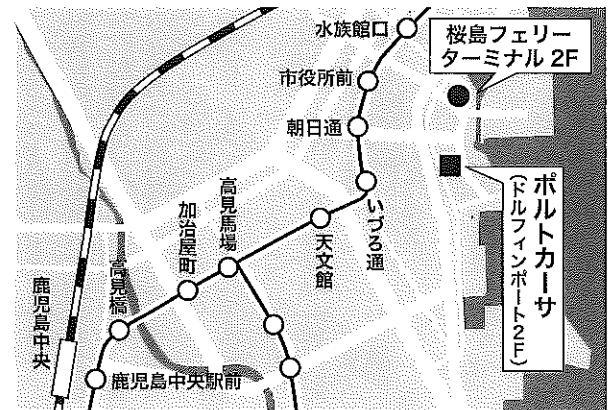 水族館口
桜島フェリー
ターミナル 2F
市役所前
朝日通
いづろ通
天文館
高見馬場
加治屋町
高見橋
鹿児島中央
鹿児島中央駅前
ポルトカーサ
(ドルフィンポート2F)